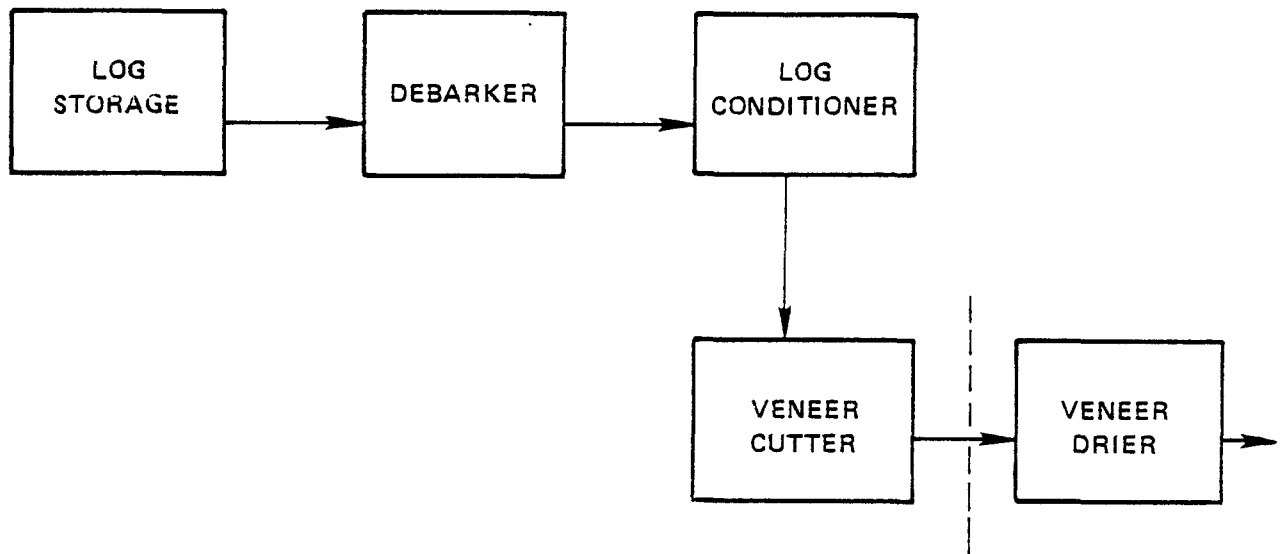 LOG
STORAGE
DEBARKER
LOG
CONDITIONER
VENEER
CUTTER
VENEER
DRIER